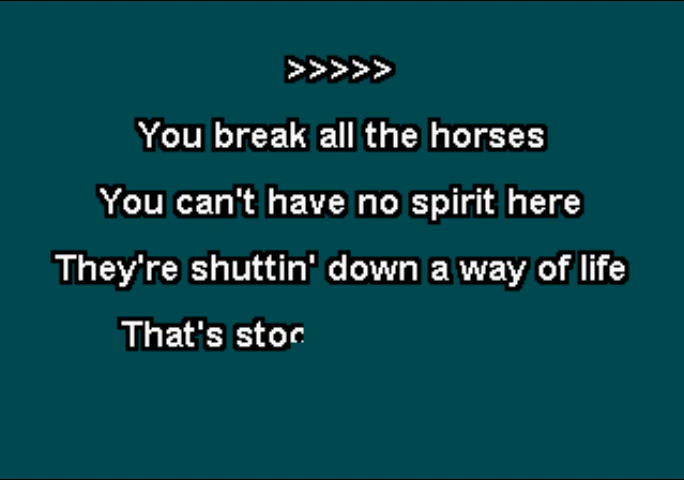 >>>>>
You break all the horses
You can't have no spirit here
They're shuttin' down a way of life
That's